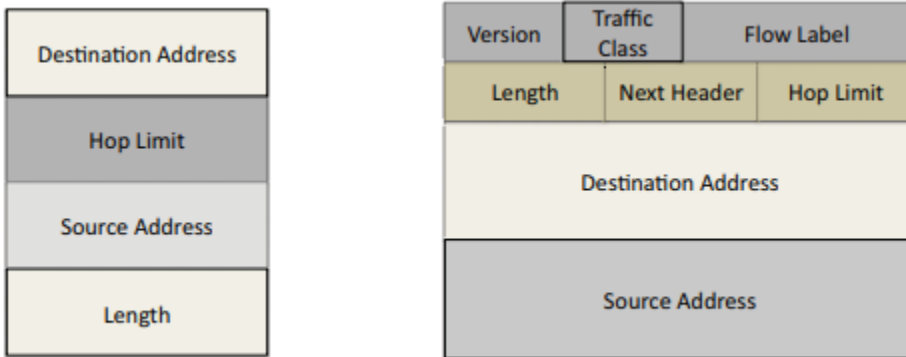 Destination Address
Hop Limit
Source Address
Length
Version
Traffic
Class
Flow Label
Length
Next Header
Hop Limit
Destination Address
Source Address